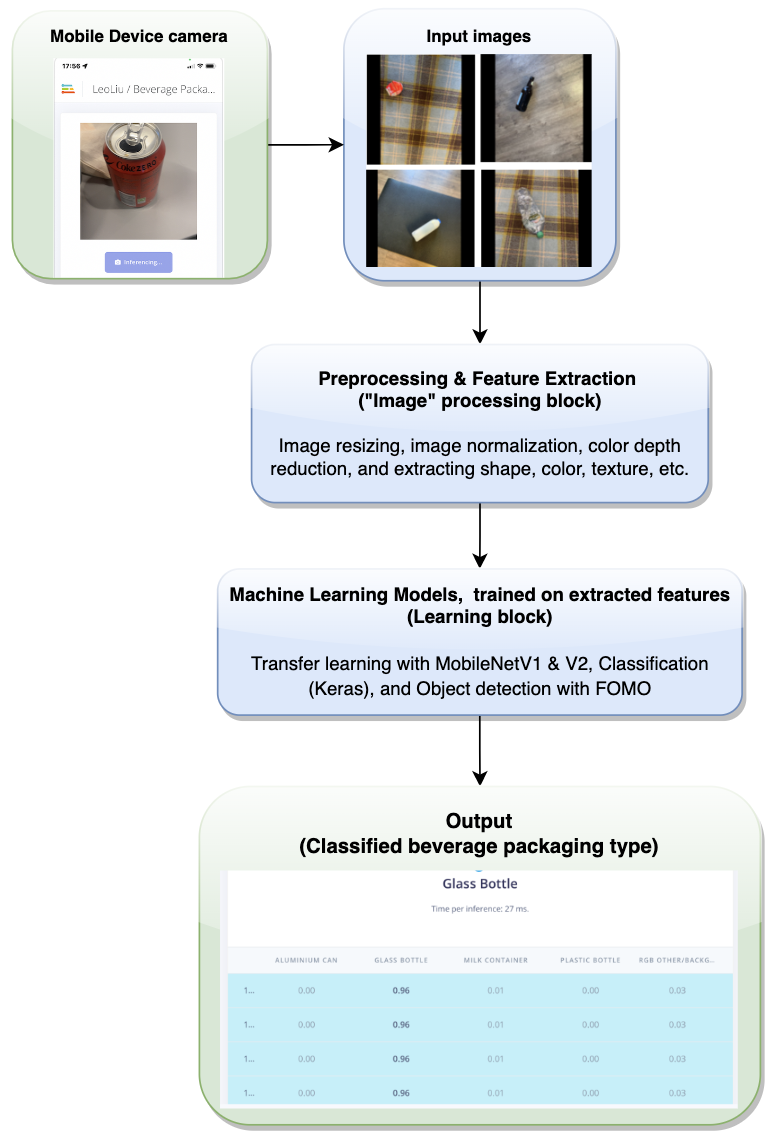 Mobile Device camera
17:56
LeoLiu / Beverage Packa...
Coke ZERO
Inferencing...
Input images
Preprocessing & Feature Extraction
("Image" processing block)
Image resizing, image normalization, color depth
reduction, and extracting shape, color, texture, etc.
Machine Learning Models,  trained on extracted features
(Learning block)
Transfer learning with MobileNetV1 & V2, Classification
(Keras), and Object detection with FOMO
Output
(Classified beverage packaging type)
Glass Bottle
Time per inference: 27 ms.
ALUMINIUM CAN GLASS BOTTLE MILK CONTAINER PLASTIC BOTTLE RGB OTHER/BACKG...
1... 0.00 0.96 0.01 0.00 0.03
1... 0.00 0.96 0.01 0.00 0.03
1... 0.00 0.96 0.01 0.00 0.03
1... 0.00 0.96 0.01 0.00 0.03